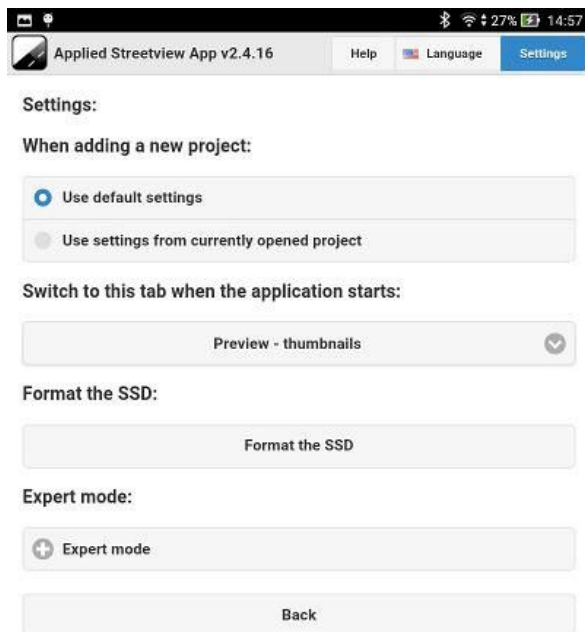 27% 14:57
Applied Streetview App v2.4.16 Help Language Settings
Settings:
When adding a new project:
Use default settings
Use settings from currently opened project
Switch to this tab when the application starts:
Preview - thumbnails
Format the SSD:
Format the SSD
Expert mode:
Expert mode
Back